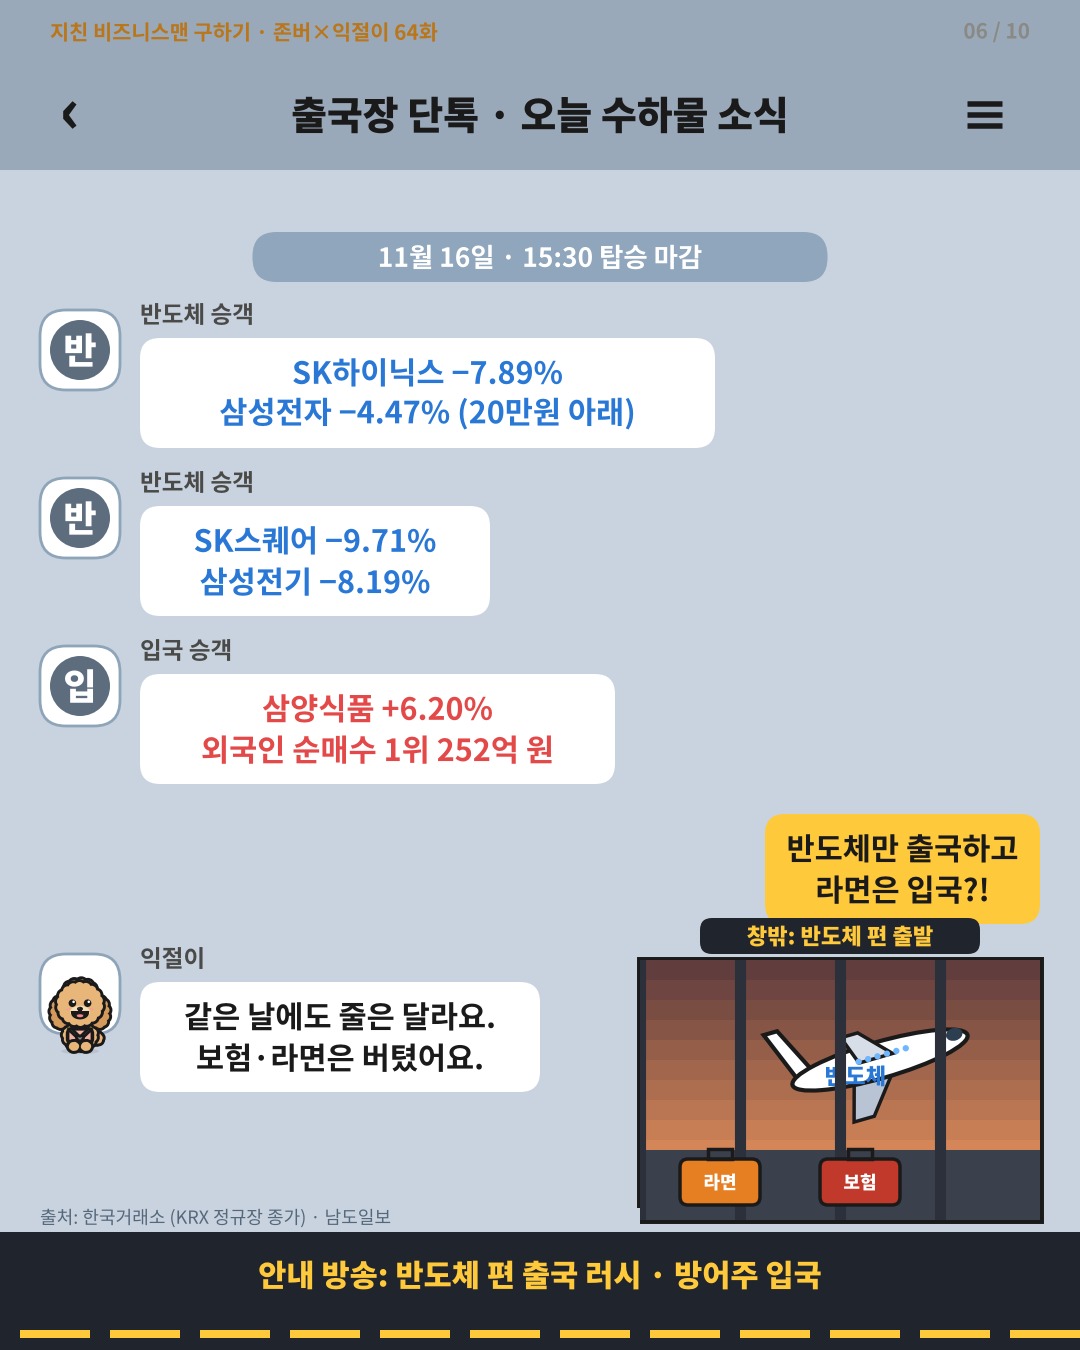 지친 비즈니스맨 구하기 · 존버×익절이 64화
06 / 10
출국장 단톡 · 오늘 수하물 소식
11월 16일 · 15:30 탑승 마감
반도체 승객
반
SK하이닉스 −7.89%
삼성전자 −4.47% (20만원 아래)
반도체 승객
반
SK스퀘어 −9.71%
삼성전기 −8.19%
입국 승객
입
삼양식품 +6.20%
외국인 순매수 1위 252억 원
반도체만 출국하고
라면은 입국?!
창밖: 반도체 편 출발
익절이
같은 날에도 줄은 달라요.
보험·라면은 버텼어요.
반도체
라면
보험
출처: 한국거래소 (KRX 정규장 종가) · 남도일보
안내 방송: 반도체 편 출국 러시 · 방어주 입국